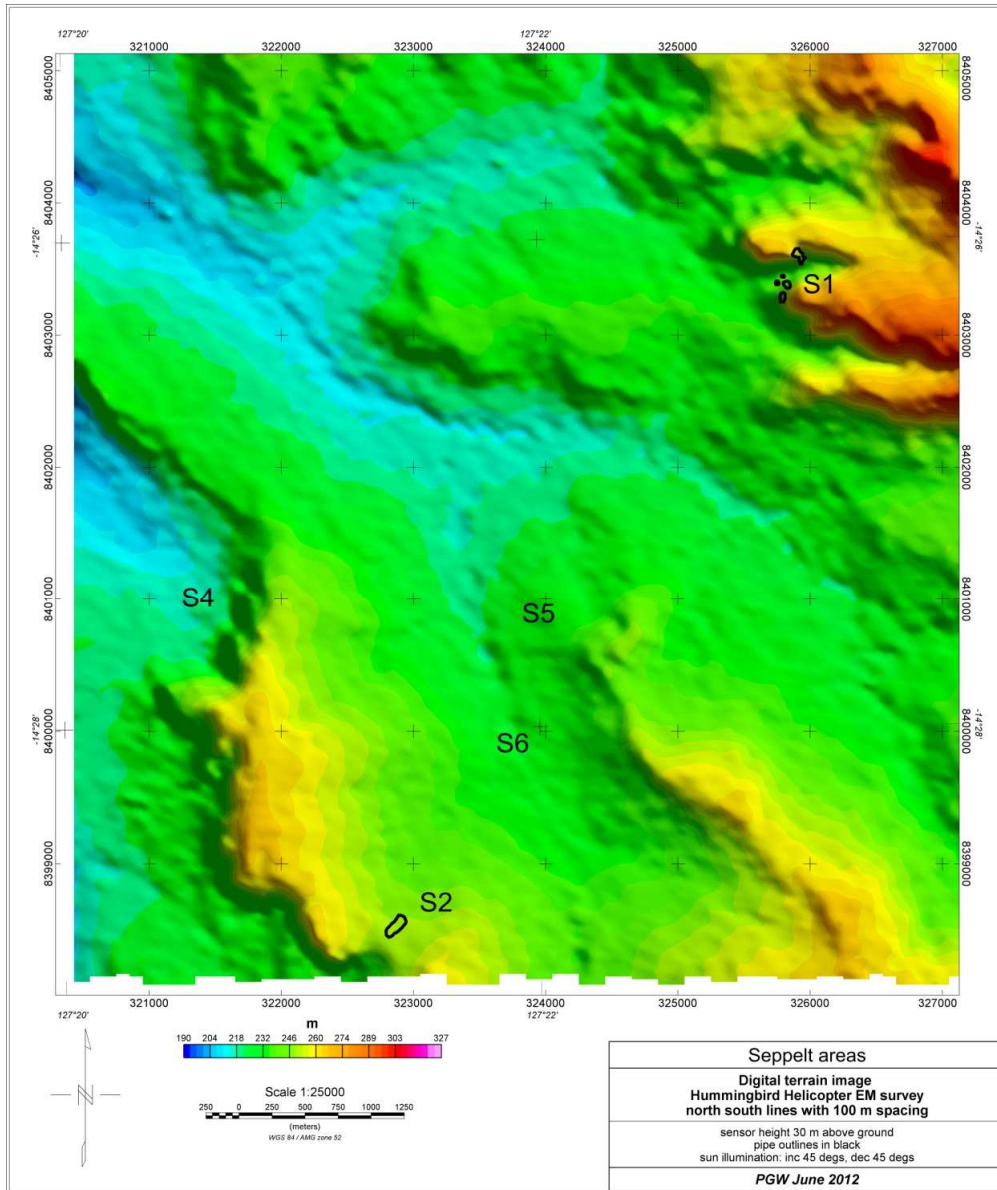 127°20' 127°22'
321000 322000 323000 324000 325000 326000 327000
8405000 8405000
8404000 8404000
-14°26' -14°26'
S1
8403000 8403000
8402000 8402000
S4 8401000 S5 8401000
-14°28' 8400000 S6 8400000 -14°28'
8399000 8399000
S2
321000 322000 323000 324000 325000 326000 327000
127°20' 127°22'
m
190 204 218 232 246 260 274 289 303 327
N
Scale 1:25000
250 0 250 500 750 1000 1250
(meters)
WGS 84 / AMG zone 52
Seppelt areas
Digital terrain image
Hummingbird Helicopter EM survey
north south lines with 100 m spacing
sensor height 30 m above ground
pipe outlines in black
sun illumination: inc 45 degs, dec 45 degs
PGW June 2012